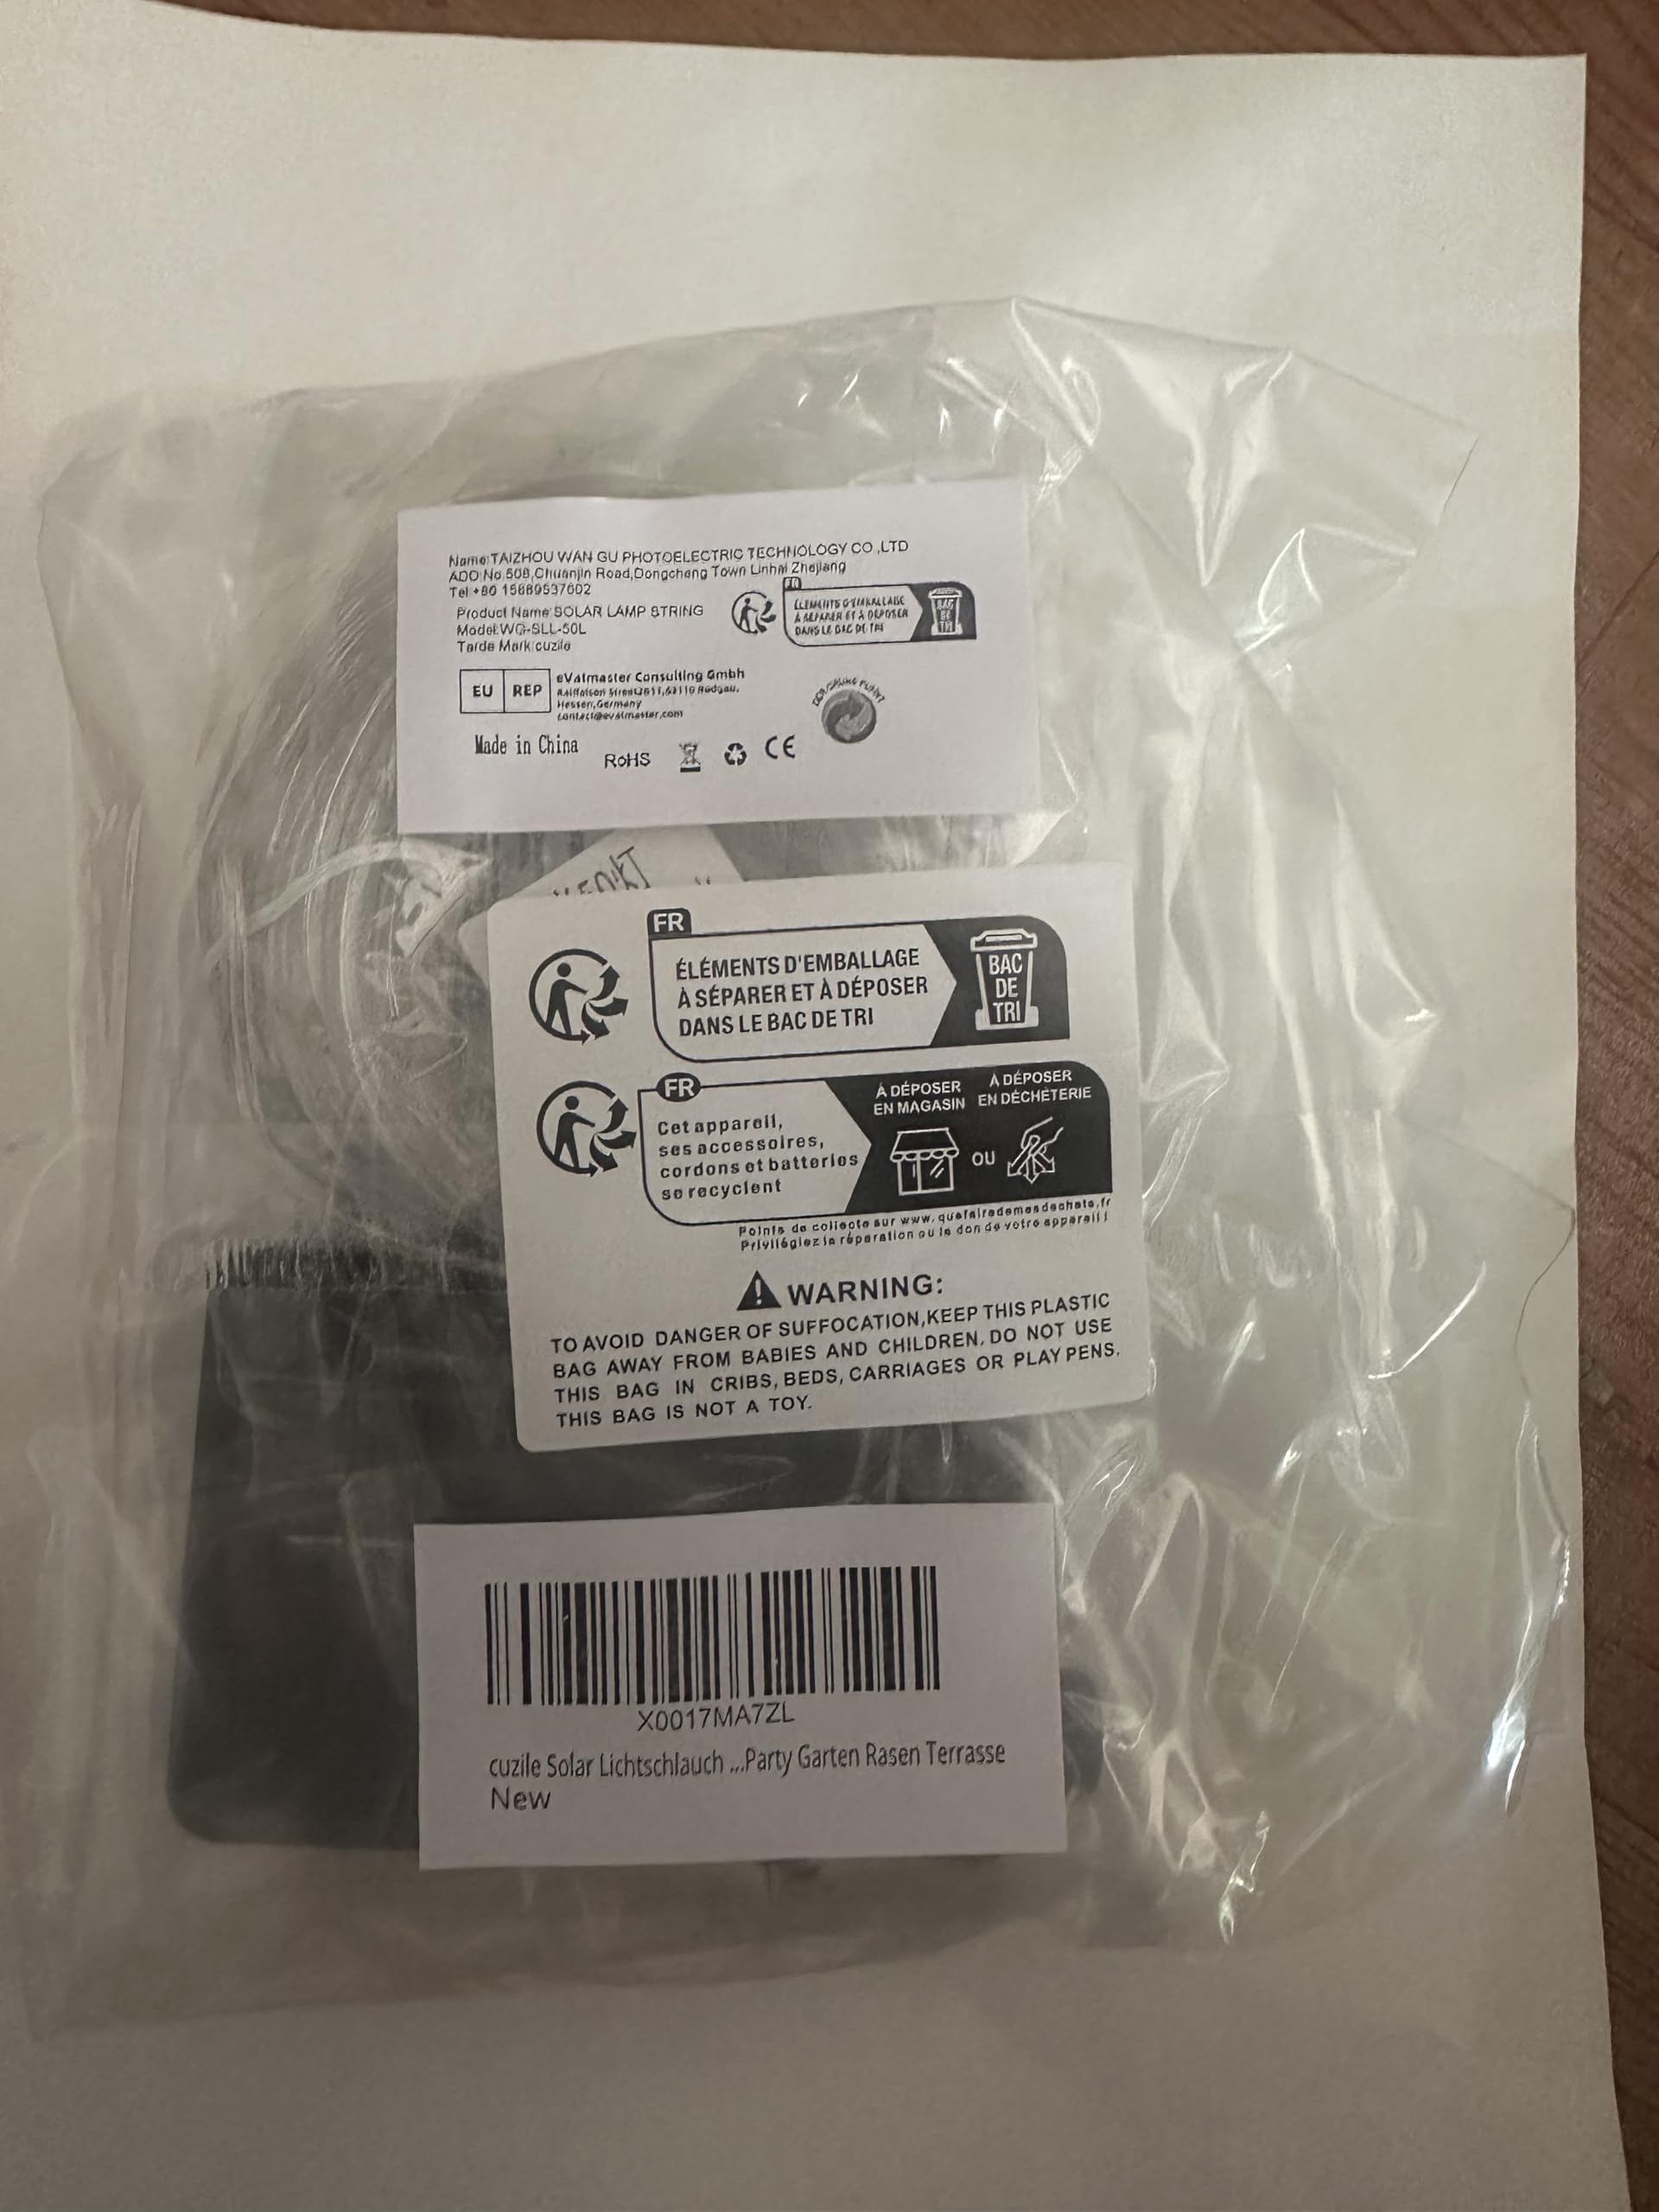 Name:TAIZHOU WAN GU PHOTOELECTRIC TECHNOLOGY CO.,LTD
ADD:No.508,Chuanjin Road,Dongcheng Town Linhai Zhejiang
Tel:+86 15869537602
Product Name:SOLAR LAMP STRING
Model:WG-SLL-50L
Tarde Mark:cuzile
FR
ÉLÉMENTS D'EMBALLAGE
À SÉPARER ET À DÉPOSER
DANS LE BAC DE TRI
BAC
DE
TRI
EU REP
eValmaster Consulting Gmbh
Hessen,Germany
contact@evatmaster.com
Made in China
RoHS
CE
FR
ÉLÉMENTS D'EMBALLAGE
À SÉPARER ET À DÉPOSER
DANS LE BAC DE TRI
BAC
DE
TRI
FR
Cet appareil,
ses accessoires,
cordons et batteries
se recyclent
À DÉPOSER
EN MAGASIN
OU
À DÉPOSER
EN DÉCHÈTERIE
Points de collecte sur www.quefairedemesdechets.fr
Privilégiez la réparation ou le don de votre appareil !
WARNING:
TO AVOID DANGER OF SUFFOCATION,KEEP THIS PLASTIC
BAG AWAY FROM BABIES AND CHILDREN. DO NOT USE
THIS BAG IN CRIBS,BEDS,CARRIAGES OR PLAY PENS.
THIS BAG IS NOT A TOY.
X0017MA7ZL
cuzile Solar Lichtschlauch ...Party Garten Rasen Terrasse
New